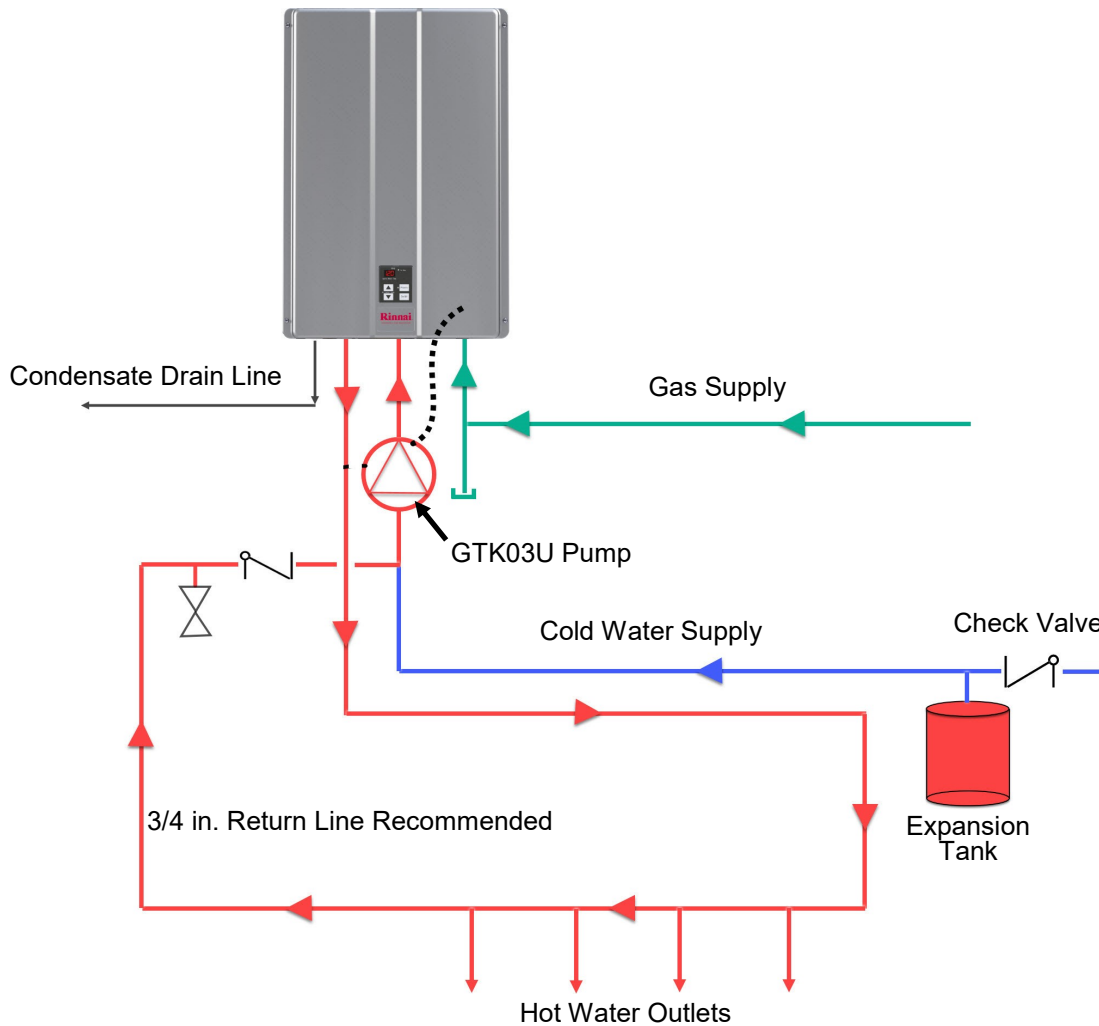 Rinnai
Condensate Drain Line
Gas Supply
GTK03U Pump
Cold Water Supply
Check Valve
3/4 in. Return Line Recommended
Expansion
Tank
Hot Water Outlets